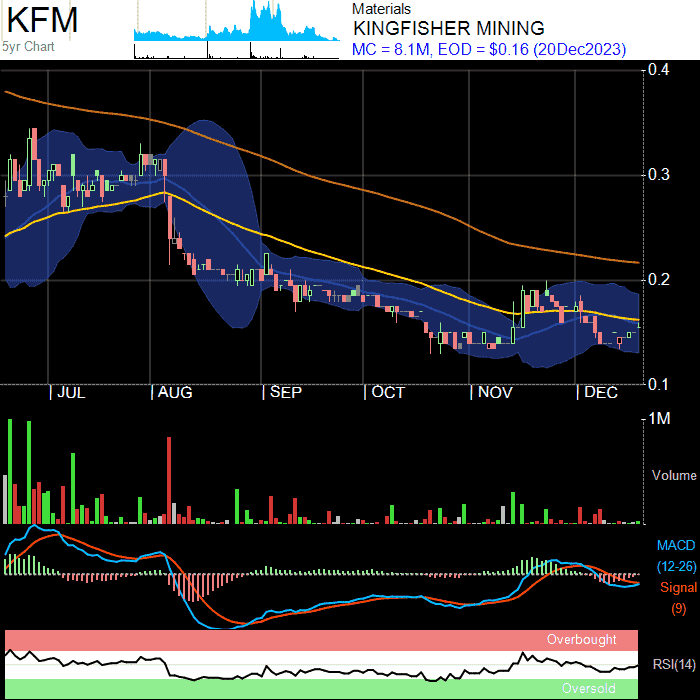 KFM
5yr Chart
Materials
KINGFISHER MINING
MC = 8.1M, EOD = $0.16 (20Dec2023)
0.4
0.3
0.2
0.1
| JUL | AUG | SEP | OCT | NOV | DEC
1M
Volume
MACD
(12-26)
Signal
(9)
Overbought
RSI(14)
Oversold